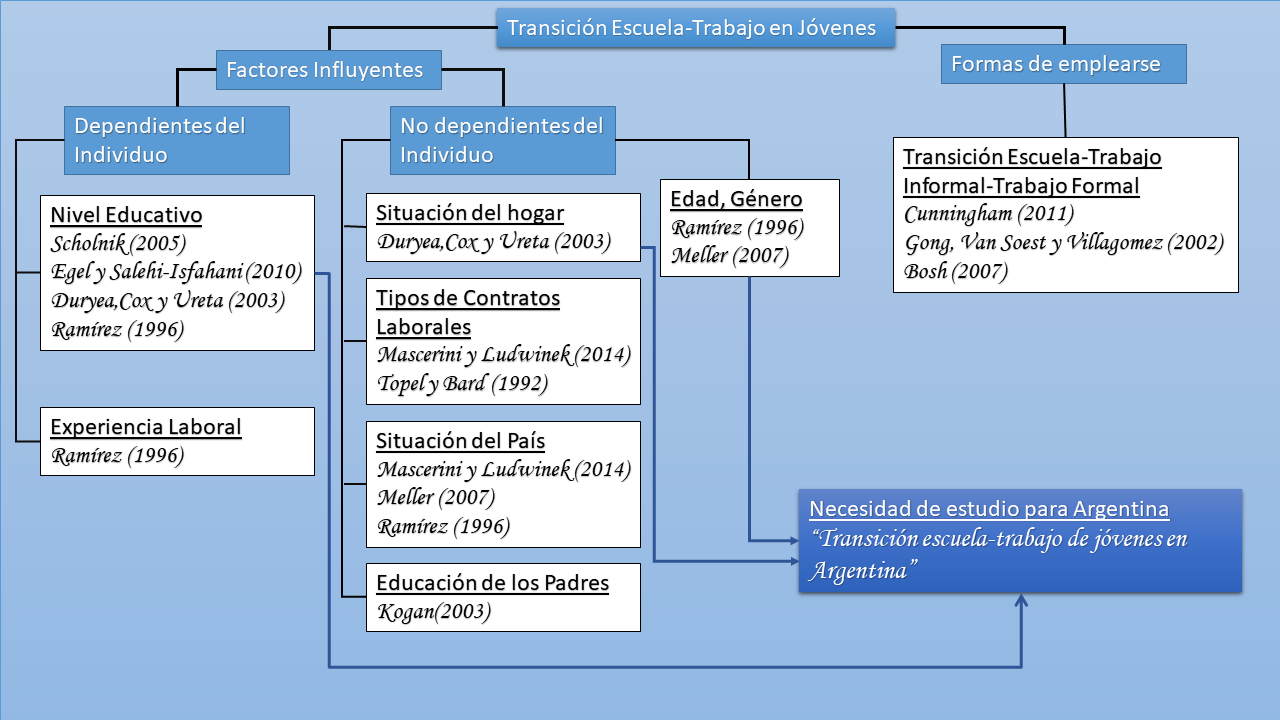 Transición Escuela-Trabajo en Jóvenes
Factores Influyentes
Formas de emplearse
Dependientes del
Individuo
No dependientes del
Individuo
Nivel Educativo
Scholnik (2005)
Egel y Salehi-Isfahani (2010)
Duryea,Cox y Ureta (2003)
Ramírez (1996)
Experiencia Laboral
Ramírez (1996)
Situación del hogar
Duryea,Cox y Ureta (2003)
Tipos de Contratos
Laborales
Mascerini y Ludwinek (2014)
Topel y Bard (1992)
Situación del País
Mascerini y Ludwinek (2014)
Meller (2007)
Ramírez (1996)
Educación de los Padres
Kogan(2003)
Edad, Género
Ramírez (1996)
Meller (2007)
Transición Escuela-Trabajo
Informal-Trabajo Formal
Cunningham (2011)
Gong, Van Soest y Villagomez (2002)
Bosh (2007)
Necesidad de estudio para Argentina
“Transición escuela-trabajo de jóvenes en
Argentina”